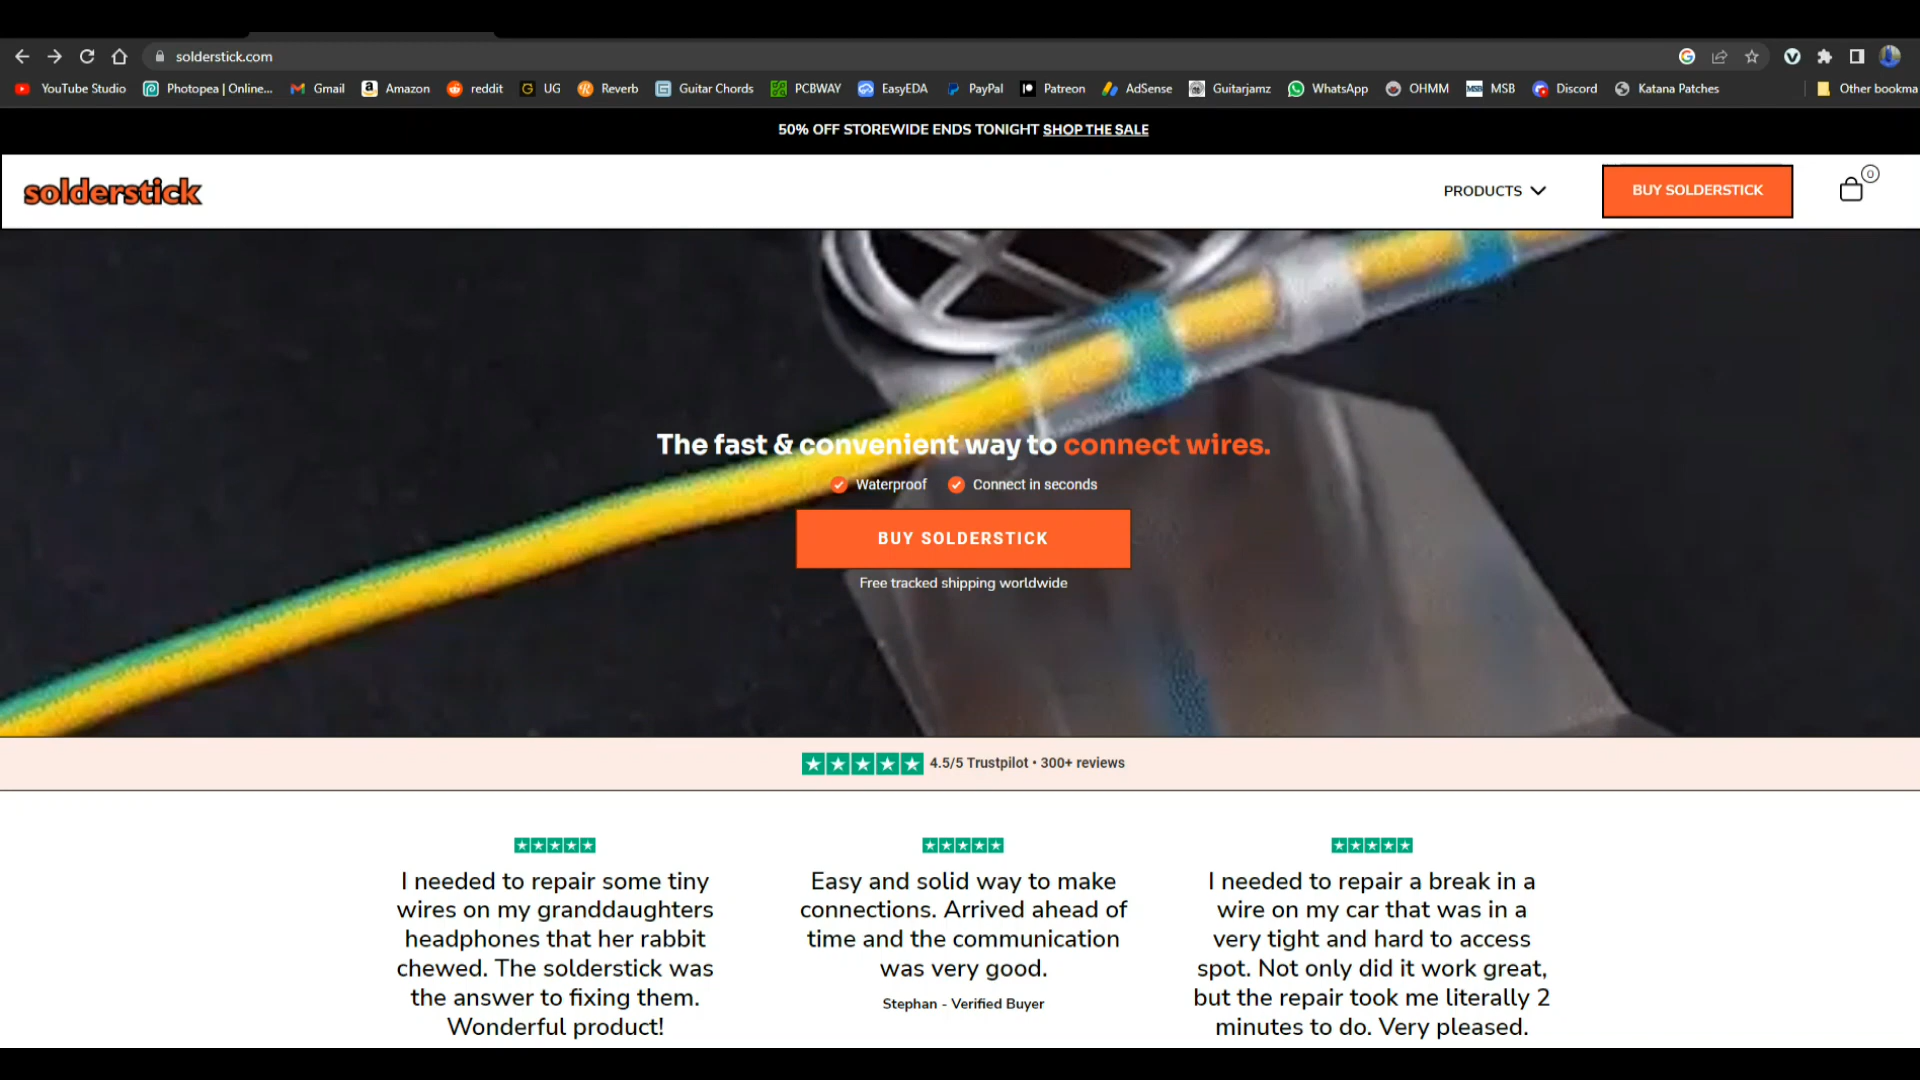 solderstick.com
YouTube Studio
Photopea | Online...
Gmail
Amazon
reddit
UG
Reverb
Guitar Chords
PCBWAY
EasyEDA
PayPal
Patreon
AdSense
Guitarjamz
WhatsApp
OHMM
MSB
Discord
Katana Patches
Other bookma
50% OFF STOREWIDE ENDS TONIGHT SHOP THE SALE
solderstick
PRODUCTS
BUY SOLDERSTICK
0
The fast & convenient way to connect wires.
Waterproof
Connect in seconds
BUY SOLDERSTICK
Free tracked shipping worldwide
4.5/5 Trustpilot • 300+ reviews
I needed to repair some tiny
wires on my granddaughters
headphones that her rabbit
chewed. The solderstick was
the answer to fixing them.
Wonderful product!
Easy and solid way to make
connections. Arrived ahead of
time and the communication
was very good.
Stephan - Verified Buyer
I needed to repair a break in a
wire on my car that was in a
very tight and hard to access
spot. Not only did it work great,
but the repair took me literally 2
minutes to do. Very pleased.